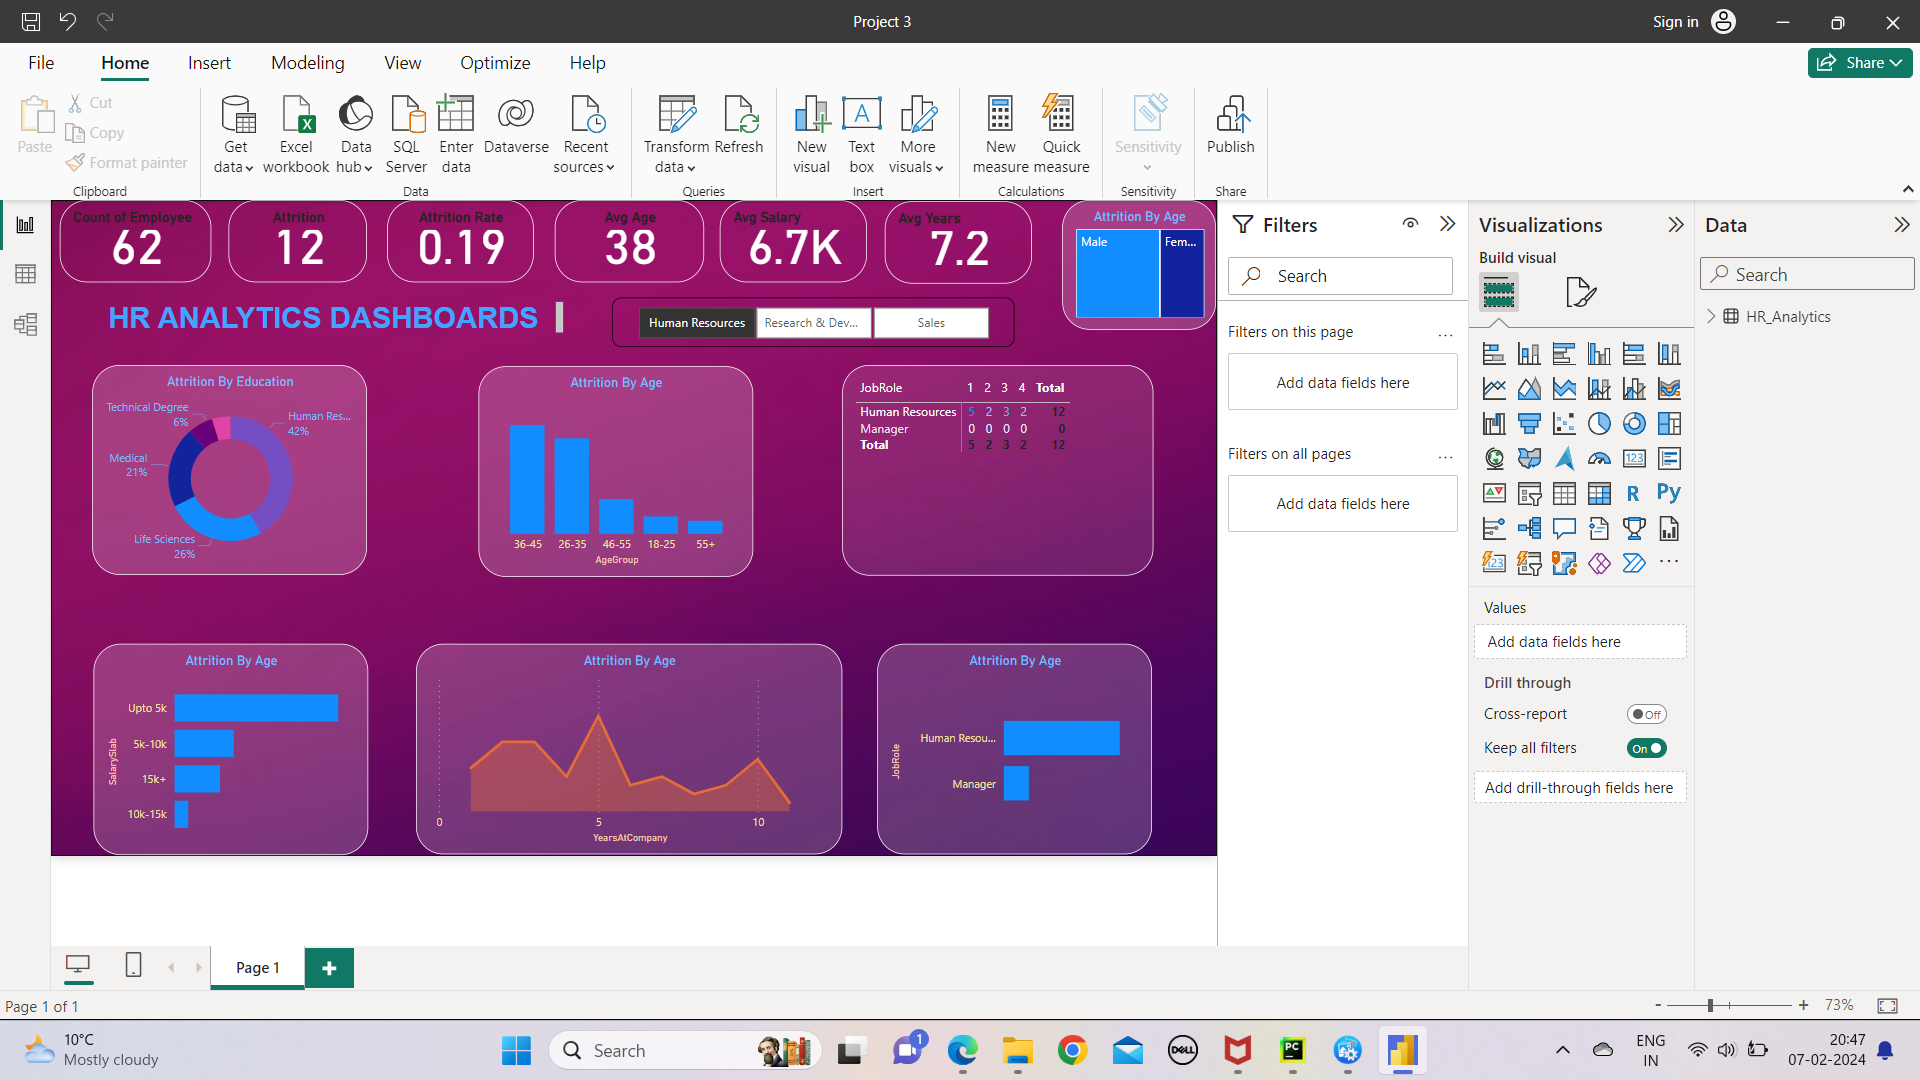 Project 3
Sign in
File Home Insert Modeling View Optimize Help
Share
Paste
Cut
Copy
Format painter
Clipboard
Get data
Excel workbook
Data hub
SQL Server
Enter data
Dataverse
Recent sources
Data
Transform data
Refresh
Queries
New visual
Text box
More visuals
Insert
New measure
Quick measure
Calculations
Sensitivity
Sensitivity
Publish
Share
Count of Employee
62
Attrition
12
Attrition Rate
0.19
Avg Age
38
Avg Salary
6.7K
Avg Years
7.2
Attrition By Age
Male
Fem...
HR ANALYTICS DASHBOARDS
Human Resources
Research & Dev...
Sales
Attrition By Education
Technical Degree
6%
Human Res...
42%
Medical
21%
Life Sciences
26%
Attrition By Age
36-45 26-35 46-55 18-25 55+
AgeGroup
JobRole 1 2 3 4 Total
Human Resources 5 2 3 2 12
Manager 0 0 0 0 0
Total 5 2 3 2 12
Attrition By Age
SalarySlab
Upto 5k
5k-10k
15k+
10k-15k
Attrition By Age
0 5 10
YearsAtCompany
Attrition By Age
JobRole
Human Resou...
Manager
Filters
Search
Filters on this page
...
Add data fields here
Filters on all pages
...
Add data fields here
Visualizations
Build visual
123
R
Py
123
...
Values
Add data fields here
Drill through
Cross-report
Off
Keep all filters
On
Add drill-through fields here
Data
Search
HR_Analytics
Page 1
+
Page 1 of 1
- + 73%
10°C
Mostly cloudy
Search
1
DELL
PC
ENG
IN
20:47
07-02-2024